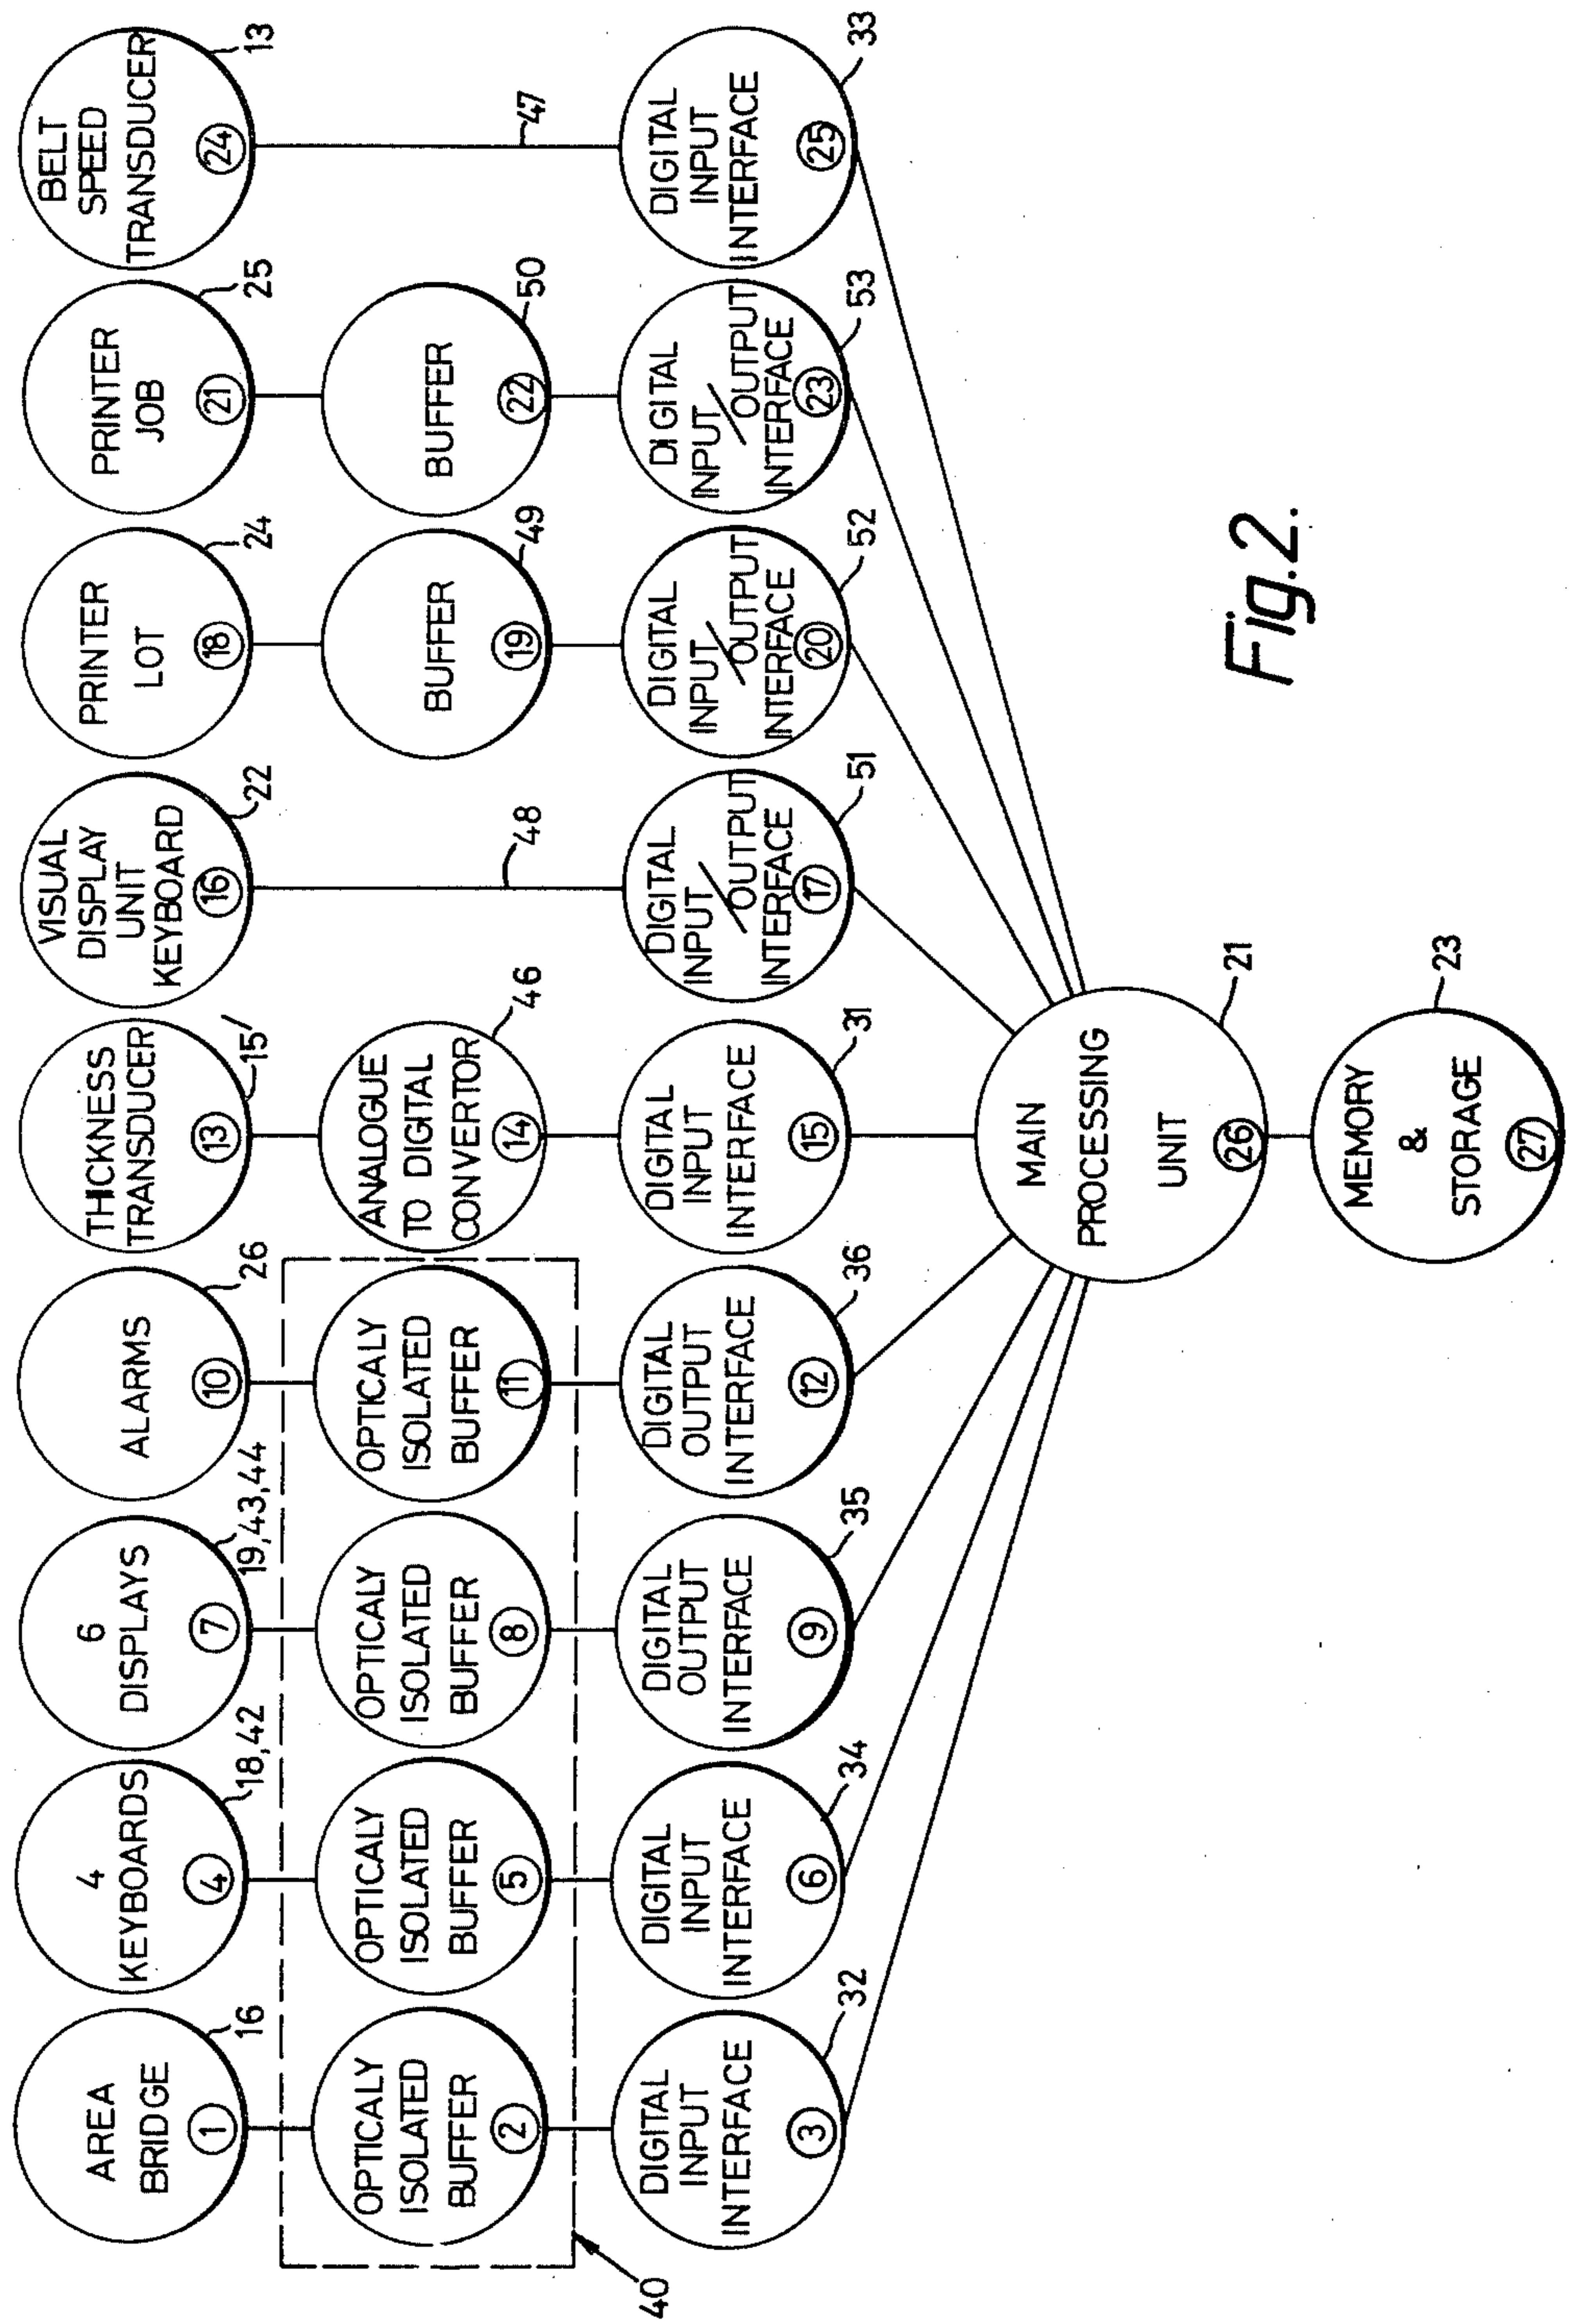 AREA
BRIDGE
1
16
4
KEYBOARDS
4
18,42
6
DISPLAYS
7
19,43,44
ALARMS
10
26
THICKNESS
TRANSDUCER
13
15'
VISUAL
DISPLAY
UNIT
KEYBOARD
16
22
PRINTER
LOT
18
24
PRINTER
JOB
21
25
BELT
SPEED
TRANSDUCER
24
13
OPTICALY
ISOLATED
BUFFER
2
OPTICALY
ISOLATED
BUFFER
5
OPTICALY
ISOLATED
BUFFER
8
OPTICALY
ISOLATED
BUFFER
11
ANALOGUE
TO DIGITAL
CONVERTOR
14
46
48
BUFFER
19
49
BUFFER
22
50
47
40
DIGITAL
INPUT
INTERFACE
3
32
DIGITAL
INPUT
INTERFACE
6
34
DIGITAL
OUTPUT
INTERFACE
9
35
DIGITAL
OUTPUT
INTERFACE
12
36
DIGITAL
INPUT
INTERFACE
15
31
DIGITAL
INPUT/
OUTPUT
INTERFACE
17
51
DIGITAL
INPUT/
OUTPUT
INTERFACE
20
52
DIGITAL
INPUT/
OUTPUT
INTERFACE
23
53
DIGITAL
INPUT
INTERFACE
25
33
MAIN
PROCESSING
UNIT
26
21
MEMORY
&
STORAGE
27
23
Fig.2.